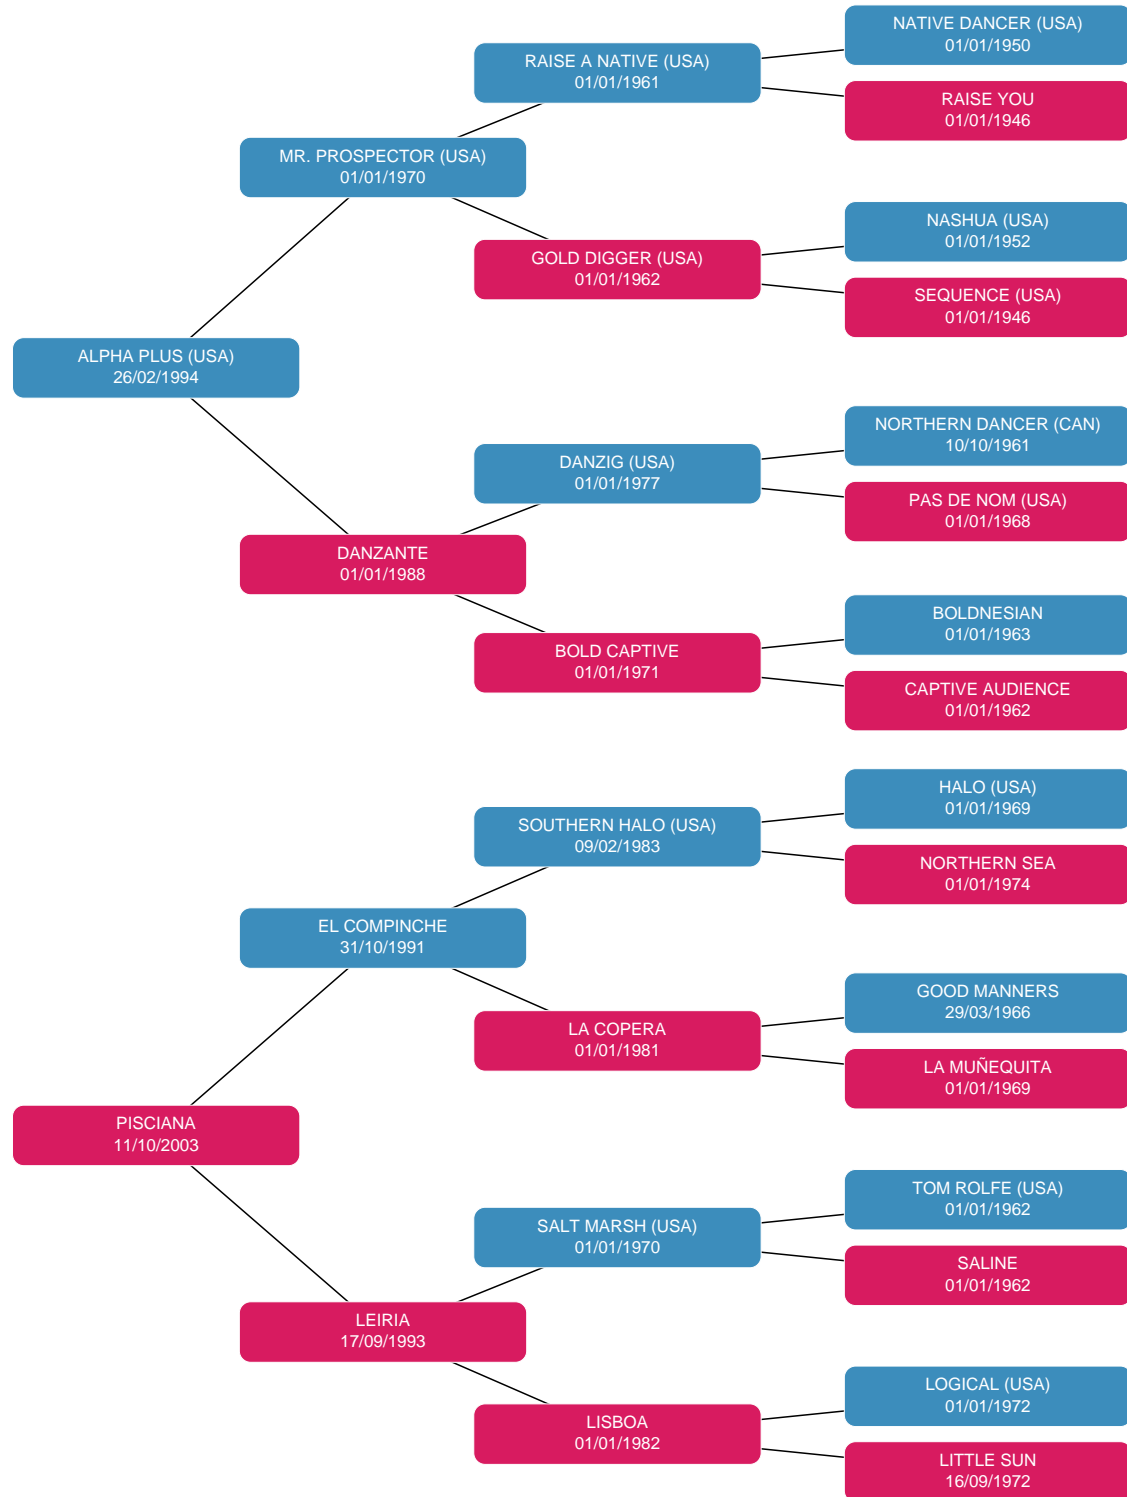 NATIVE DANCER (USA)
01/01/1950
RAISE A NATIVE (USA)
01/01/1961
RAISE YOU
01/01/1946
MR. PROSPECTOR (USA)
01/01/1970
NASHUA (USA)
01/01/1952
GOLD DIGGER (USA)
01/01/1962
SEQUENCE (USA)
01/01/1946
ALPHA PLUS (USA)
26/02/1994
NORTHERN DANCER (CAN)
10/10/1961
DANZIG (USA)
01/01/1977
PAS DE NOM (USA)
01/01/1968
DANZANTE
01/01/1988
BOLDNESIAN
01/01/1963
BOLD CAPTIVE
01/01/1971
CAPTIVE AUDIENCE
01/01/1962
HALO (USA)
01/01/1969
SOUTHERN HALO (USA)
09/02/1983
NORTHERN SEA
01/01/1974
EL COMPINCHE
31/10/1991
GOOD MANNERS
29/03/1966
LA COPERA
01/01/1981
LA MUÑEQUITA
01/01/1969
PISCIANA
11/10/2003
TOM ROLFE (USA)
01/01/1962
SALT MARSH (USA)
01/01/1970
SALINE
01/01/1962
LEIRIA
17/09/1993
LOGICAL (USA)
01/01/1972
LISBOA
01/01/1982
LITTLE SUN
16/09/1972